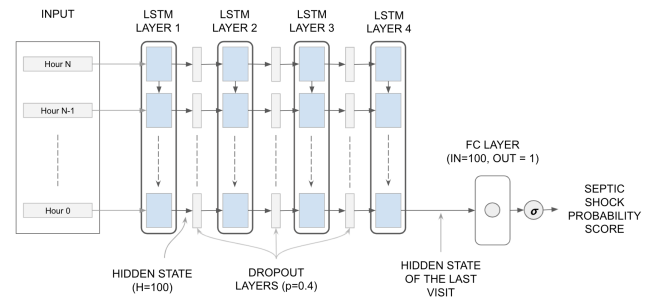 INPUT
LSTM
LAYER 1
LSTM
LAYER 2
LSTM
LAYER 3
LSTM
LAYER 4
Hour N
Hour N-1
Hour 0
FC LAYER
(IN=100, OUT = 1)
σ
SEPTIC
SHOCK
PROBABILITY
SCORE
HIDDEN STATE
(H=100)
DROPOUT
LAYERS (p=0.4)
HIDDEN STATE
OF THE LAST
VISIT